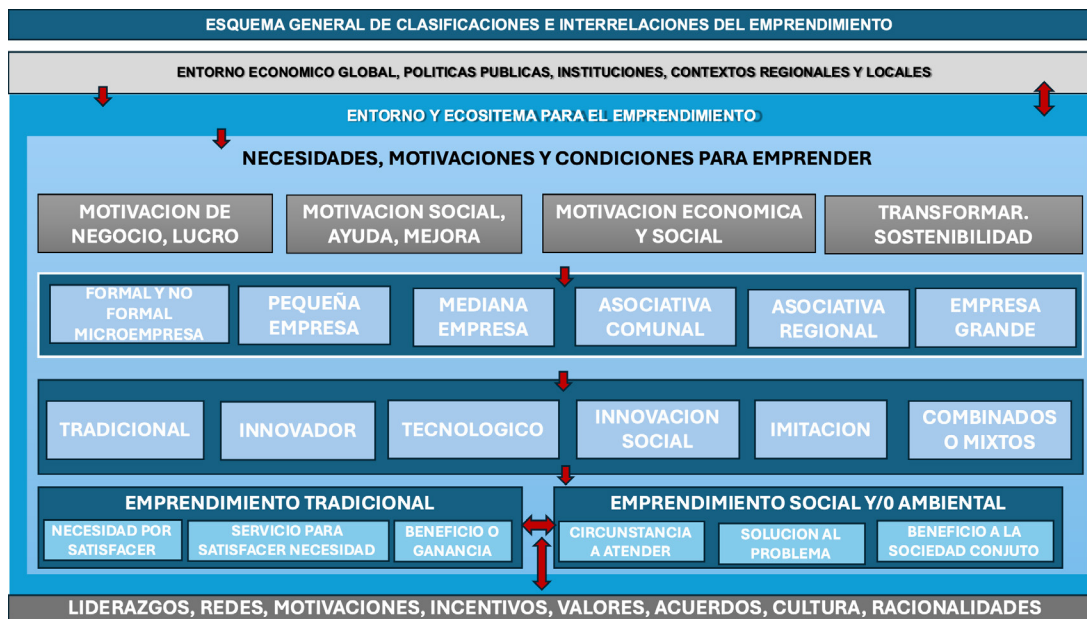 ESQUEMA GENERAL DE CLASIFICACIONES E INTERRELACIONES DEL EMPRENDIMIENTO
ENTORNO ECONOMICO GLOBAL, POLITICAS PUBLICAS, INSTITUCIONES, CONTEXTOS REGIONALES Y LOCALES
ENTORNO Y ECOSITEMA PARA EL EMPRENDIMIENTO
NECESIDADES, MOTIVACIONES Y CONDICIONES PARA EMPRENDER
MOTIVACION DE
NEGOCIO, LUCRO
MOTIVACION SOCIAL,
AYUDA, MEJORA
MOTIVACION ECONOMICA
Y SOCIAL
TRANSFORMAR.
SOSTENIBILIDAD
FORMAL Y NO
FORMAL
MICROEMPRESA
PEQUEÑA
EMPRESA
MEDIANA
EMPRESA
ASOCIATIVA
COMUNAL
ASOCIATIVA
REGIONAL
EMPRESA
GRANDE
TRADICIONAL
INNOVADOR
TECNOLOGICO
INNOVACION
SOCIAL
IMITACION
COMBINADOS
O MIXTOS
EMPRENDIMIENTO TRADICIONAL
NECESIDAD POR
SATISFACER
SERVICIO PARA
SATISFACER NECESIDAD
BENEFICIO O
GANANCIA
EMPRENDIMIENTO SOCIAL Y/0 AMBIENTAL
CIRCUNSTANCIA
A ATENDER
SOLUCION AL
PROBLEMA
BENEFICIO A LA
SOCIEDAD CONJUTO
LIDERAZGOS, REDES, MOTIVACIONES, INCENTIVOS, VALORES, ACUERDOS, CULTURA, RACIONALIDADES